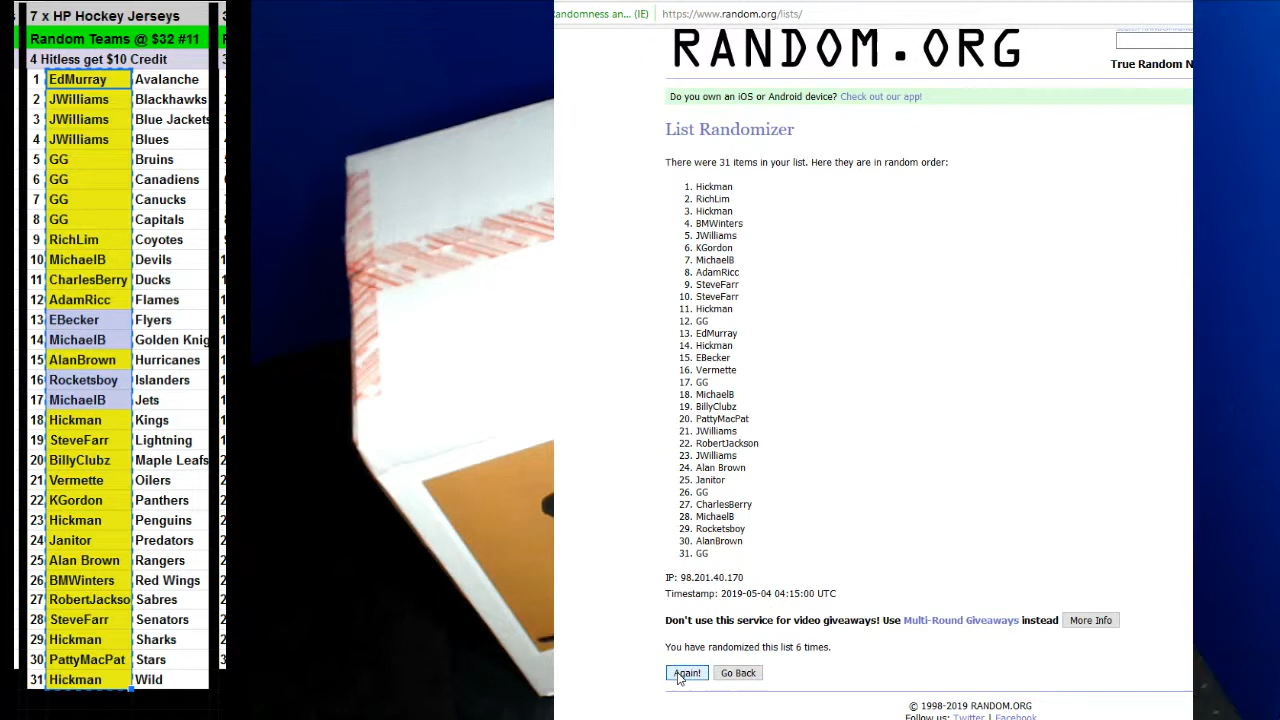 7 x HP Hockey Jerseys
Random Teams @ $32 #11
4 Hitless get $10 Credit
1 EdMurray Avalanche
2 JWilliams Blackhawks
3 JWilliams Blue Jackets
4 JWilliams Blues
5 GG Bruins
6 GG Canadiens
7 GG Canucks
8 GG Capitals
9 RichLim Coyotes
10 MichaelB Devils
11 CharlesBerry Ducks
12 AdamRicc Flames
13 EBecker Flyers
14 MichaelB Golden Knig
15 AlanBrown Hurricanes
16 Rocketsboy Islanders
17 MichaelB Jets
18 Hickman Kings
19 SteveFarr Lightning
20 BillyClubz Maple Leafs
21 Vermette Oilers
22 KGordon Panthers
23 Hickman Penguins
24 Janitor Predators
25 Alan Brown Rangers
26 BMWinters Red Wings
27 RobertJackso Sabres
28 SteveFarr Senators
29 Hickman Sharks
30 PattyMacPat Stars
31 Hickman Wild
andomness an... (IE) https://www.random.org/lists/
RANDOM.ORG
True Random N
Do you own an iOS or Android device? Check out our app!
List Randomizer
There were 31 items in your list. Here they are in random order:
1. Hickman
2. RichLim
3. Hickman
4. BMWinters
5. JWilliams
6. KGordon
7. MichaelB
8. AdamRicc
9. SteveFarr
10. SteveFarr
11. Hickman
12. GG
13. EdMurray
14. Hickman
15. EBecker
16. Vermette
17. GG
18. MichaelB
19. BillyClubz
20. PattyMacPat
21. JWilliams
22. RobertJackson
23. JWilliams
24. Alan Brown
25. Janitor
26. GG
27. CharlesBerry
28. MichaelB
29. Rocketsboy
30. AlanBrown
31. GG
IP: 98.201.40.170
Timestamp: 2019-05-04 04:15:00 UTC
Don't use this service for video giveaways! Use Multi-Round Giveaways instead More Info
You have randomized this list 6 times.
Again! Go Back
© 1998-2019 RANDOM.ORG
Follow us: Twitter | Facebook